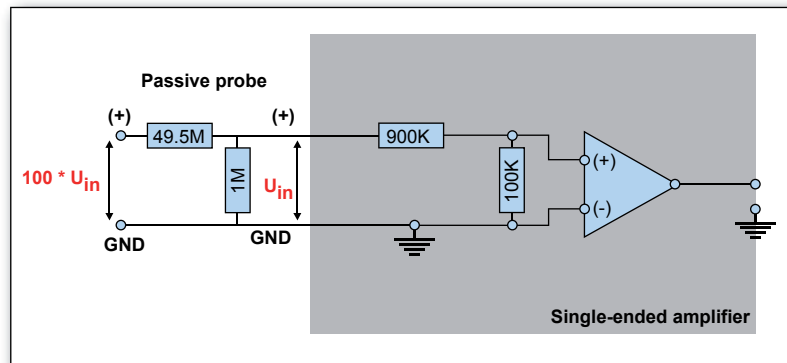 Passive probe
(+)
49.5M
(+)
900K
100 * Uin
1M
Uin
100K
(+)
(-)
GND
GND
Single-ended amplifier